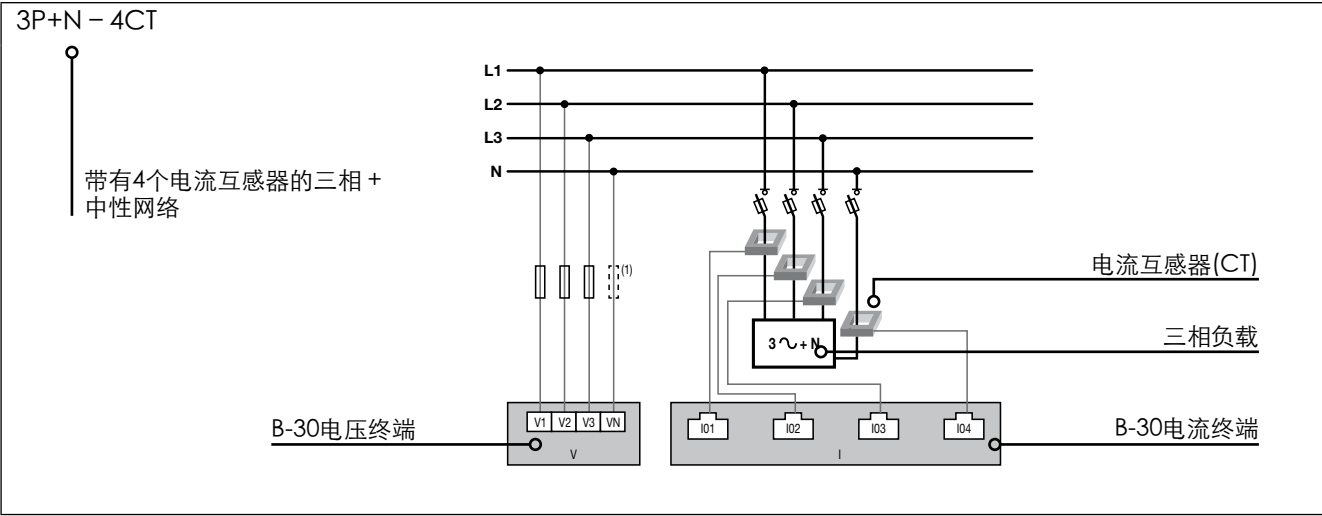 3P+N – 4CT
带有4个电流互感器的三相 +
中性网络
L1
L2
L3
N
(1)
电流互感器(CT)
三相负载
3 ∿ + N
V1 V2 V3 VN
I01 I02 I03 I04
B-30电压终端
B-30电流终端
V
I